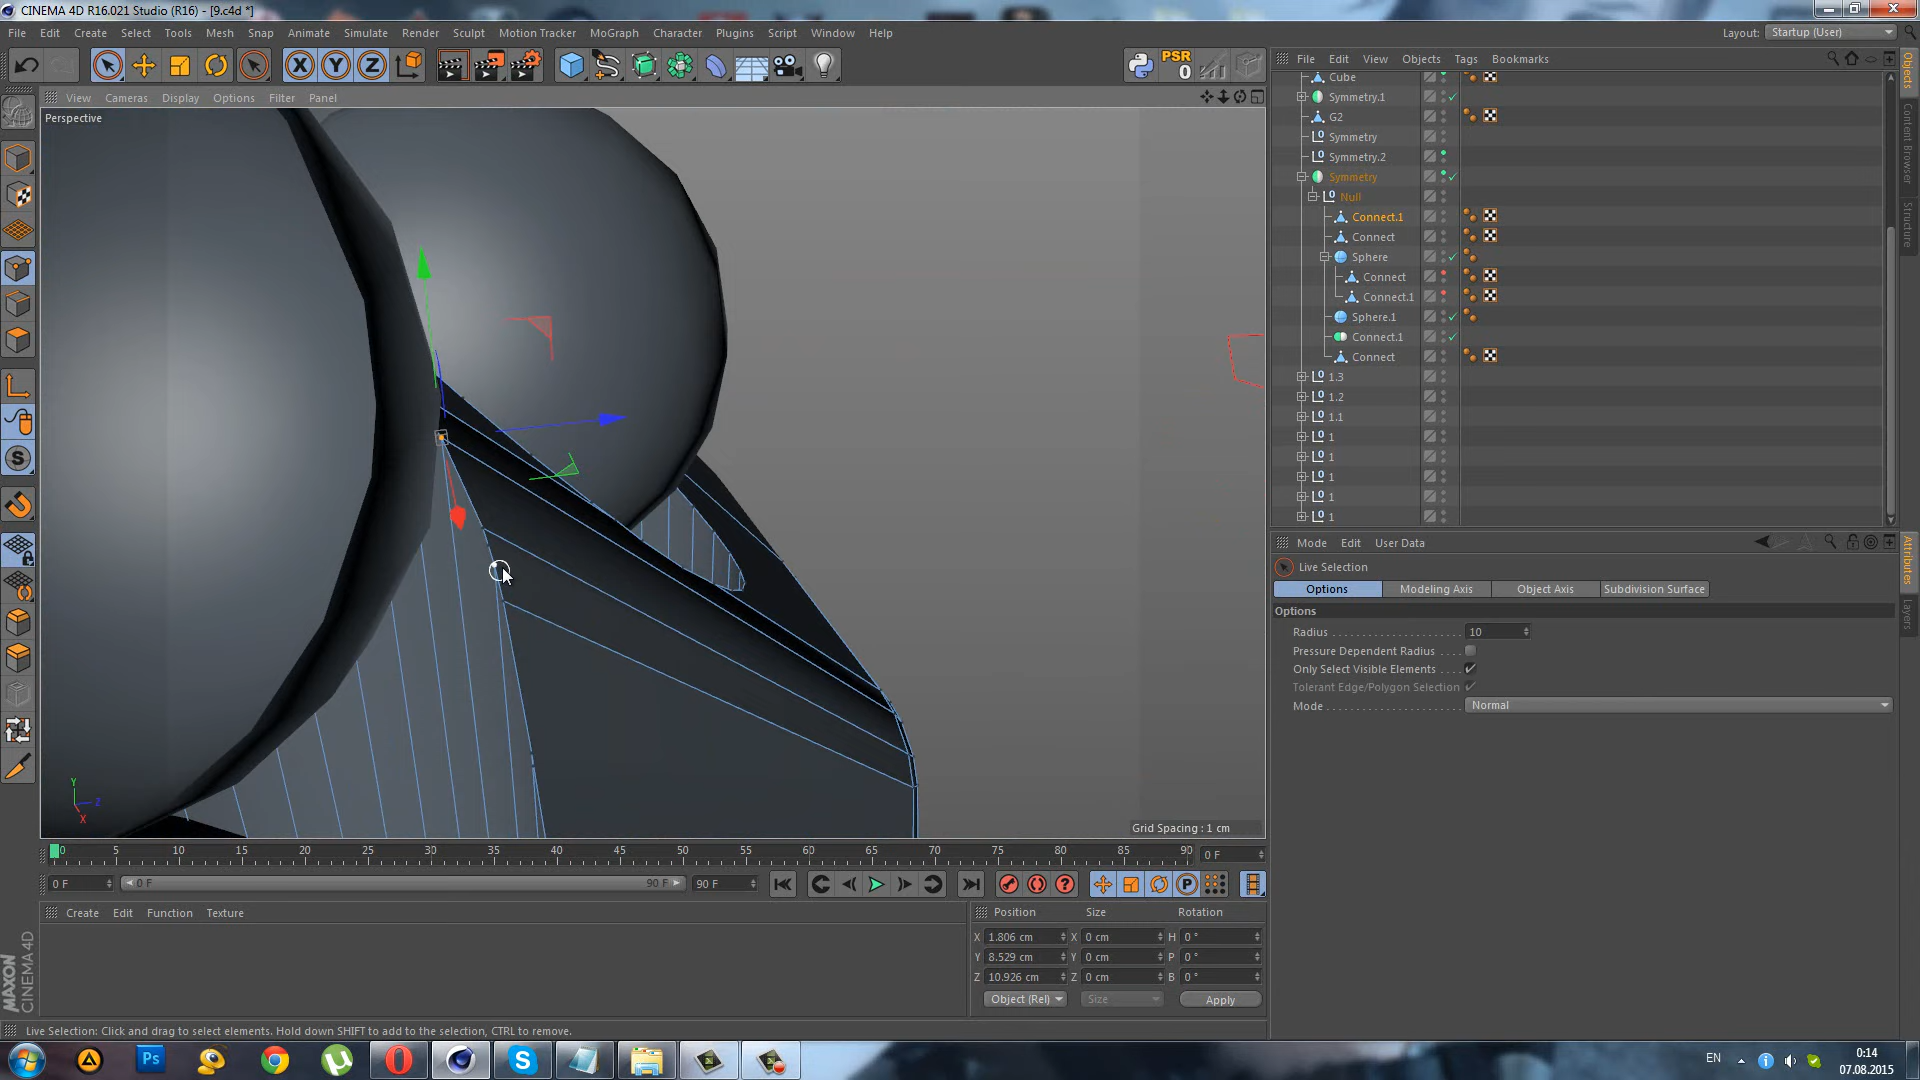 CINEMA 4D R16.021 Studio (R16) - [9.c4d *]
File Edit Create Select Tools Mesh Snap Animate Simulate Render Sculpt Motion Tracker MoGraph Character Plugins Script Window Help
Layout: Startup (User)
X Y Z PSR 0
File Edit View Objects Tags Bookmarks
View Cameras Display Options Filter Panel
Perspective
Cube
Symmetry.1
G2
Symmetry
Symmetry.2
Symmetry
Null
Connect.1
Connect
Sphere
Connect
Connect.1
Sphere.1
Connect.1
Connect
1.3
1.2
1.1
1
1
1
1
1
Objects
Content Browser
Structure
Mode Edit User Data
Live Selection
Options Modeling Axis Object Axis Subdivision Surface
Options
Radius 10
Pressure Dependent Radius
Only Select Visible Elements
Tolerant Edge/Polygon Selection
Mode Normal
Attributes
Layers
Y
Z
X
Grid Spacing : 1 cm
0 5 10 15 20 25 30 35 40 45 50 55 60 65 70 75 80 85 90
0 F
0 F 0 F 90 F 90 F
Create Edit Function Texture
Position Size Rotation
X 1.806 cm X 0 cm H 0 °
Y 8.529 cm Y 0 cm P 0 °
Z 10.926 cm Z 0 cm B 0 °
Object (Rel) Size Apply
MAXON CINEMA 4D
Live Selection: Click and drag to select elements. Hold down SHIFT to add to the selection, CTRL to remove.
Ps
EN
0:14
07.08.2015